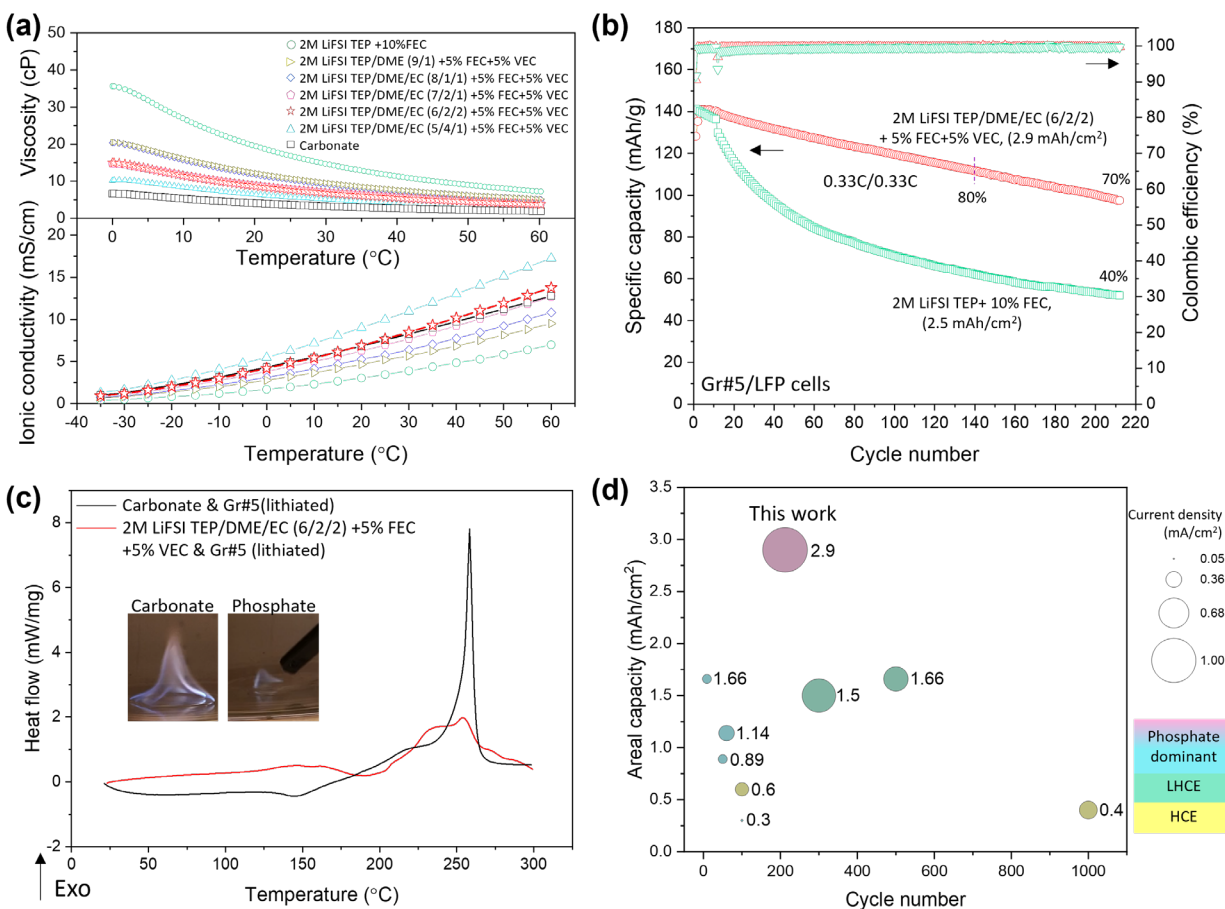 (a)
50
40
30
20
10
0
Viscosity (cP)
2M LiFSI TEP +10%FEC
2M LiFSI TEP/DME (9/1) +5% FEC+5% VEC
2M LiFSI TEP/DME/EC (8/1/1) +5% FEC+5% VEC
2M LiFSI TEP/DME/EC (7/2/1) +5% FEC+5% VEC
2M LiFSI TEP/DME/EC (6/2/2) +5% FEC+5% VEC
2M LiFSI TEP/DME/EC (5/4/1) +5% FEC+5% VEC
Carbonate
0 10 20 30 40 50 60
Temperature (°C)
Ionic conductivity (mS/cm)
15
10
5
0
-40 -30 -20 -10 0 10 20 30 40 50 60
Temperature (°C)
(b)
180
160
140
120
100
80
60
40
20
0
Specific capacity (mAh/g)
2M LiFSI TEP/DME/EC (6/2/2)
+ 5% FEC+5% VEC, (2.9 mAh/cm²)
0.33C/0.33C
80%
70%
40%
2M LiFSI TEP+ 10% FEC,
(2.5 mAh/cm²)
Gr#5/LFP cells
100
90
80
70
60
50
40
30
20
10
0
Colombic efficiency (%)
0 20 40 60 80 100 120 140 160 180 200 220
Cycle number
(c)
Carbonate & Gr#5(lithiated)
2M LiFSI TEP/DME/EC (6/2/2) +5% FEC
+5% VEC & Gr#5 (lithiated)
Carbonate
Phosphate
8
6
4
2
0
-2
Heat flow (mW/mg)
0 50 100 150 200 250 300
Temperature (°C)
Exo
(d)
3.5
3.0
2.5
2.0
1.5
1.0
0.5
0.0
Areal capacity (mAh/cm²)
This work
2.9
1.66
1.66
1.5
1.14
0.89
0.6
0.3
0.4
0 200 400 600 800 1000
Cycle number
Current density
(mA/cm²)
0.05
0.36
0.68
1.00
Phosphate
dominant
LHCE
HCE